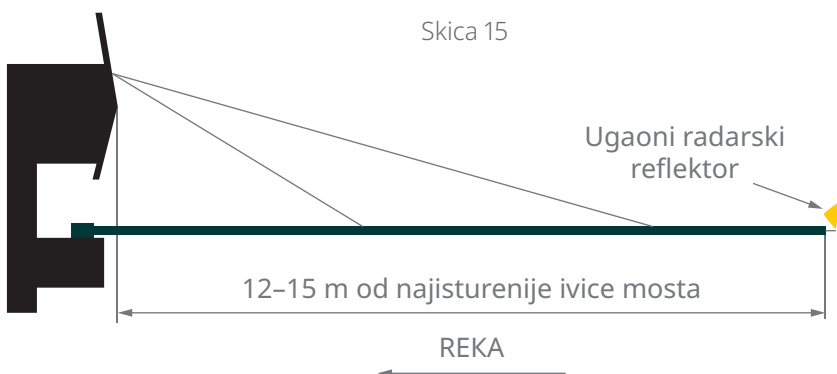 Skica 15
Ugaoni radarski
reflektor
12–15 m od najisturenije ivice mosta
REKA